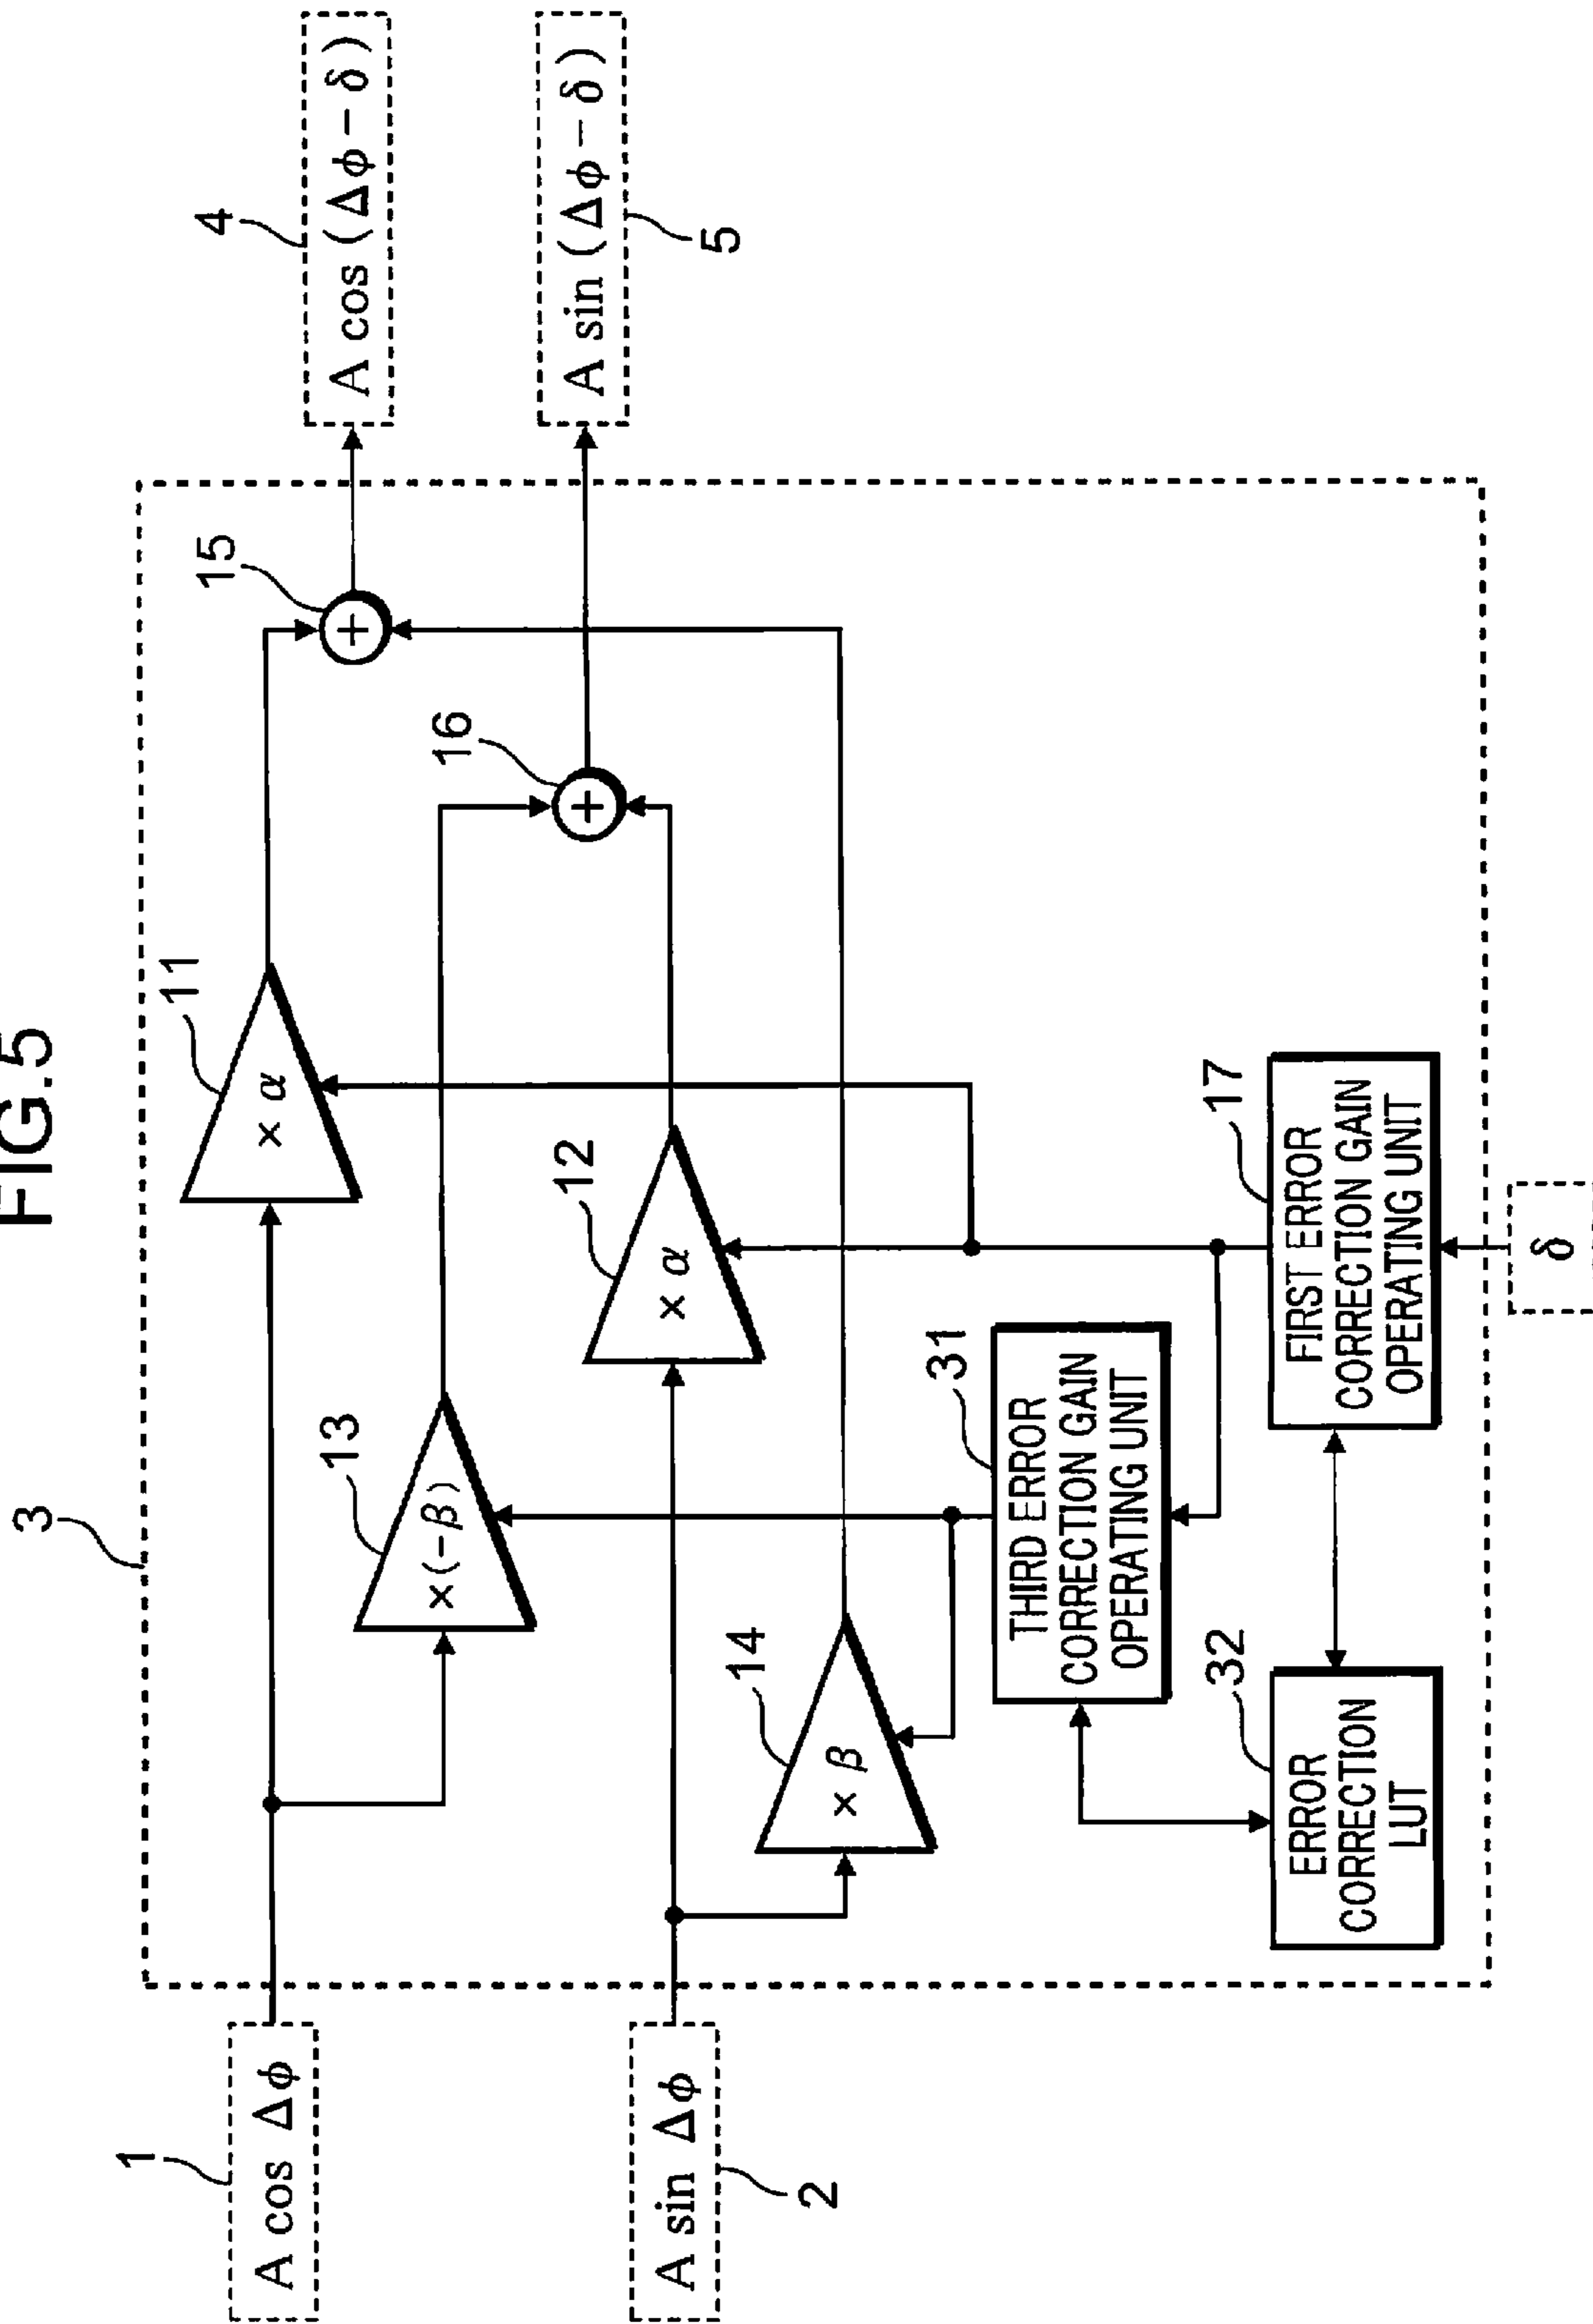 FIG.5
3
1
A cos Δφ
2
A sin Δφ
4
A cos (Δφ－δ)
5
A sin (Δφ－δ)
11
× α
12
× α
13
×(－β)
14
× β
15
+
16
+
31
THIRD ERROR
CORRECTION GAIN
OPERATING UNIT
32
ERROR
CORRECTION
LUT
17
FIRST ERROR
CORRECTION GAIN
OPERATING UNIT
δ